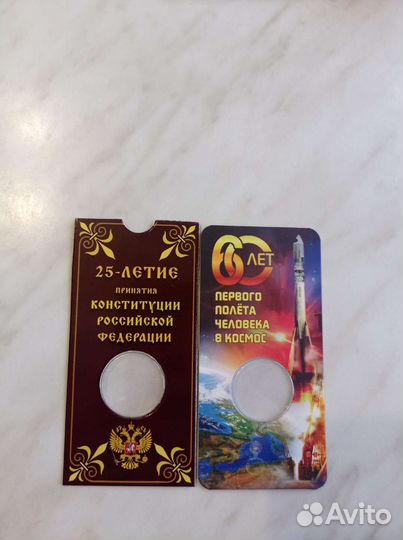 25-ЛЕТИЕ
ПРИНЯТИЯ
КОНСТИТУЦИИ
РОССИЙСКОЙ
ФЕДЕРАЦИИ
60 ЛЕТ
ПЕРВОГО
ПОЛЁТА
ЧЕЛОВЕКА
В КОСМОС
Avito